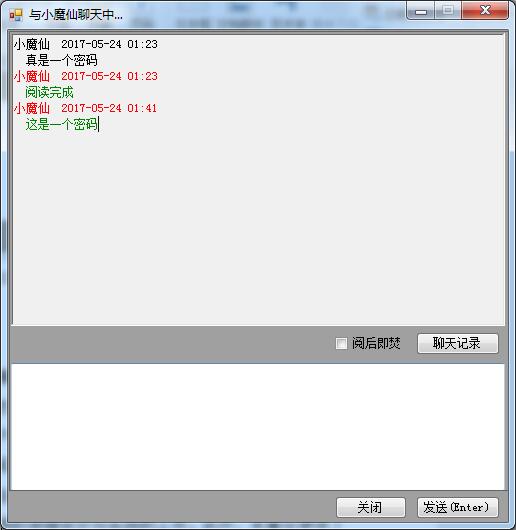 与小魔仙聊天中...
小魔仙 2017-05-24 01:23
真是一个密码
小魔仙 2017-05-24 01:23
阅读完成
小魔仙 2017-05-24 01:41
这是一个密码
阅后即焚
聊天记录
关闭
发送(Enter)